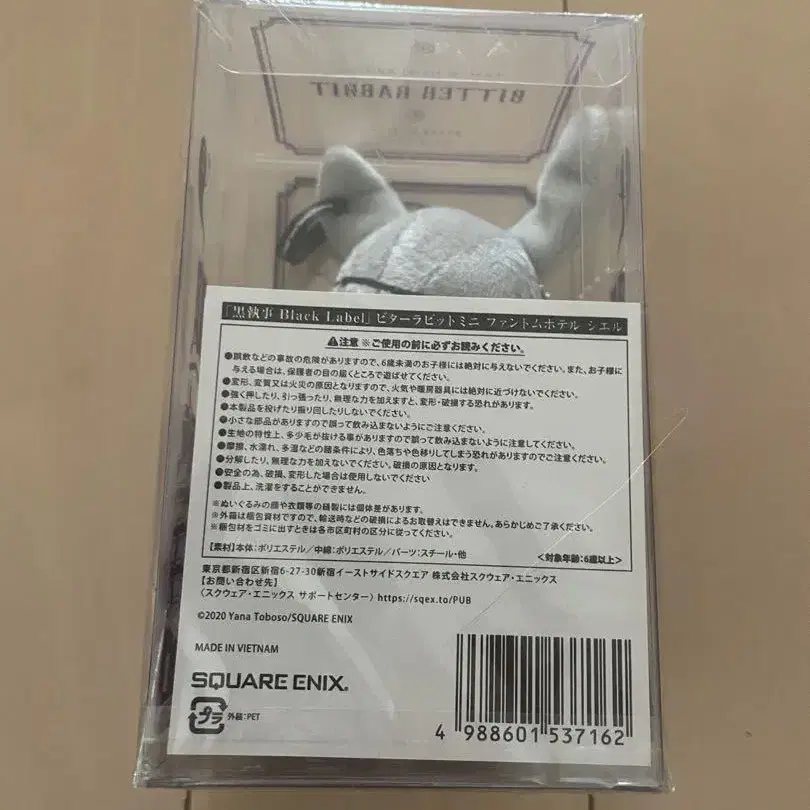 BITTER RABBIT
「黒執事 Black Label」ビターラビットミニ ファントムホテル シエル
⚠注意 ※ご使用の前に必ずお読みください。
●誤飲などの事故の危険がありますので、6歳未満のお子様には絶対に与えないでください。また、お子様に
与える場合は、保護者の目の届くところで遊ばせてください。
●変形、変質又は火災の原因となりますので、火気や暖房器具には絶対に近づけないでください。
●強く押したり、引っ張ったり、無理な力を加えますと、変形・破損する恐れがあります。
●本製品を投げたり振り回したりしないでください。
●小さな部品がありますので誤って飲み込まないようにご注意ください。
●生地の特性上、多少毛が抜ける事がありますので誤って飲み込まないように注意してください。
●摩擦、水濡れ、多湿などの諸条件により、色落ちや色移りしてしまう恐れがありますのでご注意ください。
●分解したり、無理な力を加えないでください。破損の原因となります。
●安全の為、破損、変形した場合は使用しないでください
●製品上、洗濯をすることができません。
※ぬいぐるみの顔や衣類等の縫製には個体差があります。
※外箱は梱包資材ですので、輸送時などの破損によるお取替えはできません。あらかじめご了承ください。
※梱包材をゴミに出すときは各市区町村の区分に従ってください。
【素材】本体:ポリエステル/中綿:ポリエステル/パーツ:スチール・他 <対象年齢:6歳以上>
東京都新宿区新宿6-27-30新宿イーストサイドスクエア 株式会社スクウェア・エニックス
【お問い合わせ先】
〈スクウェア・エニックス サポートセンター〉https://sqex.to/PUB
©2020 Yana Toboso/SQUARE ENIX
MADE IN VIETNAM
SQUARE ENIX.
プラ 外装:PET
4 988601 537162